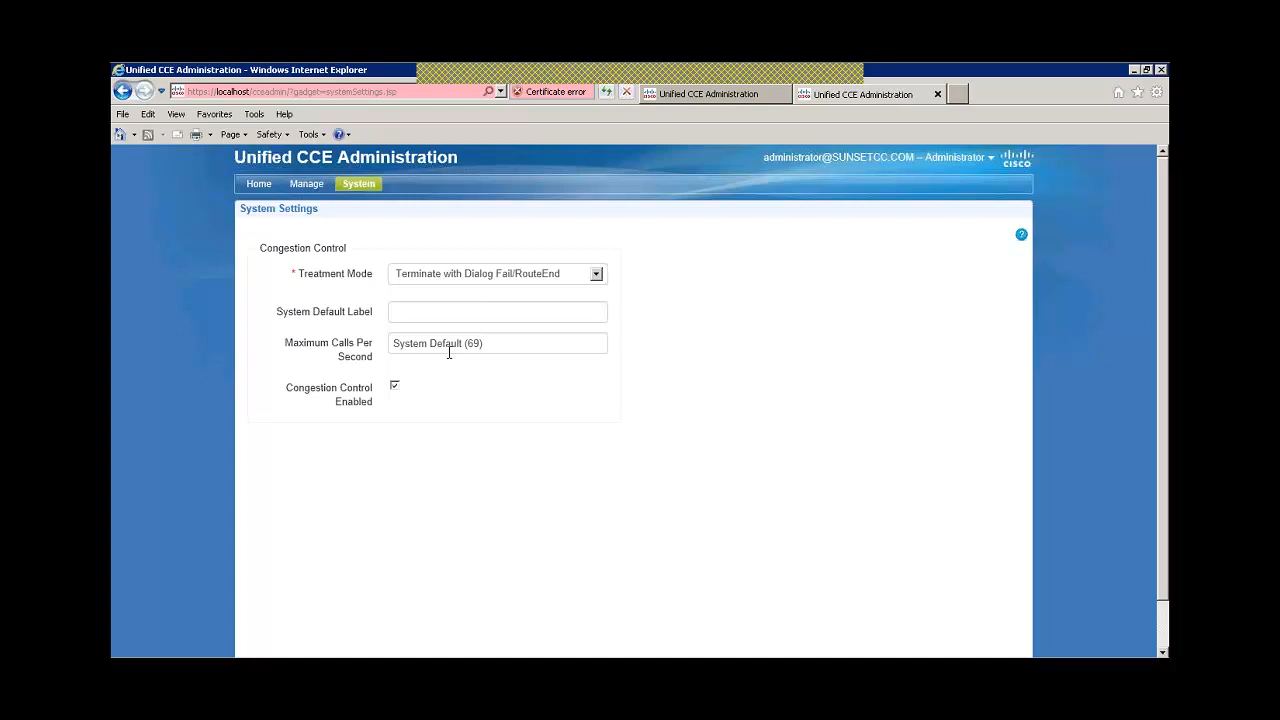 Unified CCE Administration - Windows Internet Explorer
https://localhost/cceadmin/?gadget=systemSettings.jsp
Certificate error
Unified CCE Administration
Unified CCE Administration
File Edit View Favorites Tools Help
Page Safety Tools
Unified CCE Administration
administrator@SUNSETCC.COM – Administrator
CISCO
Home Manage System
System Settings
Congestion Control
* Treatment Mode Terminate with Dialog Fail/RouteEnd
System Default Label
Maximum Calls Per Second System Default (69)
Congestion Control Enabled